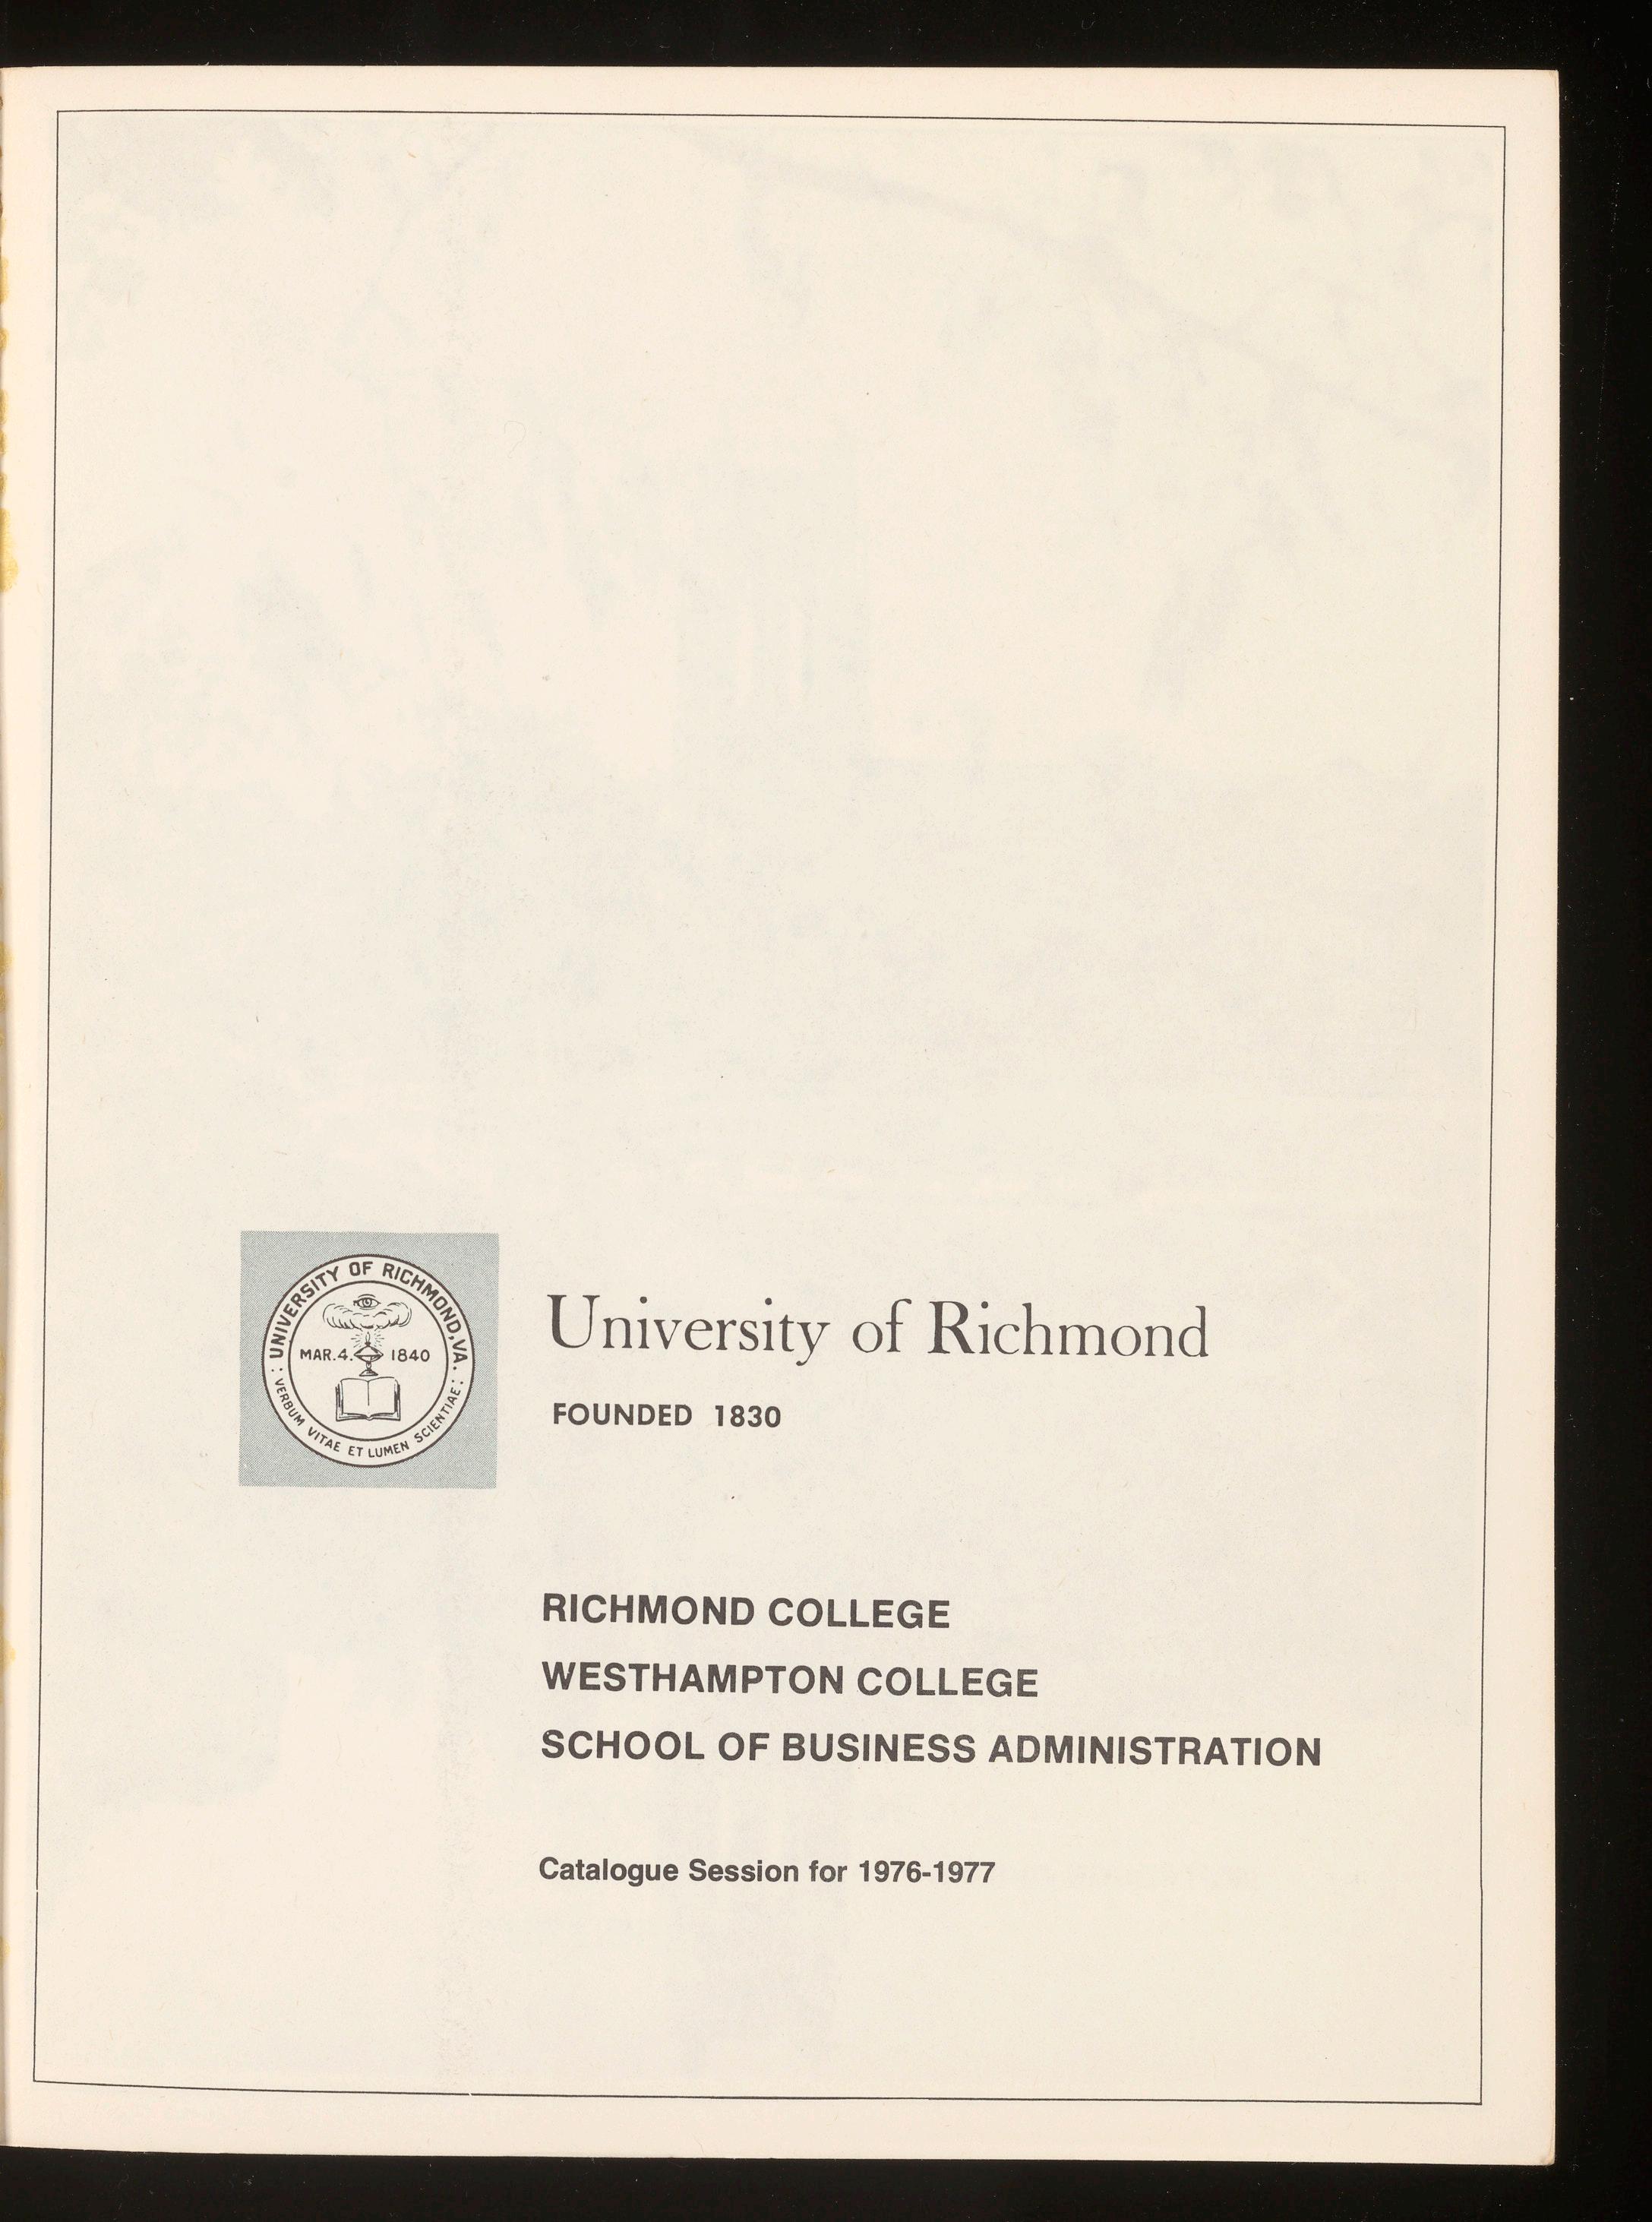 UNIVERSITY OF RICHMOND, VA.
MAR. 4. 1840
: VERBUM VITAE ET LUMEN SCIENTIAE :
University of Richmond
FOUNDED 1830
RICHMOND COLLEGE
WESTHAMPTON COLLEGE
SCHOOL OF BUSINESS ADMINISTRATION
Catalogue Session for 1976-1977